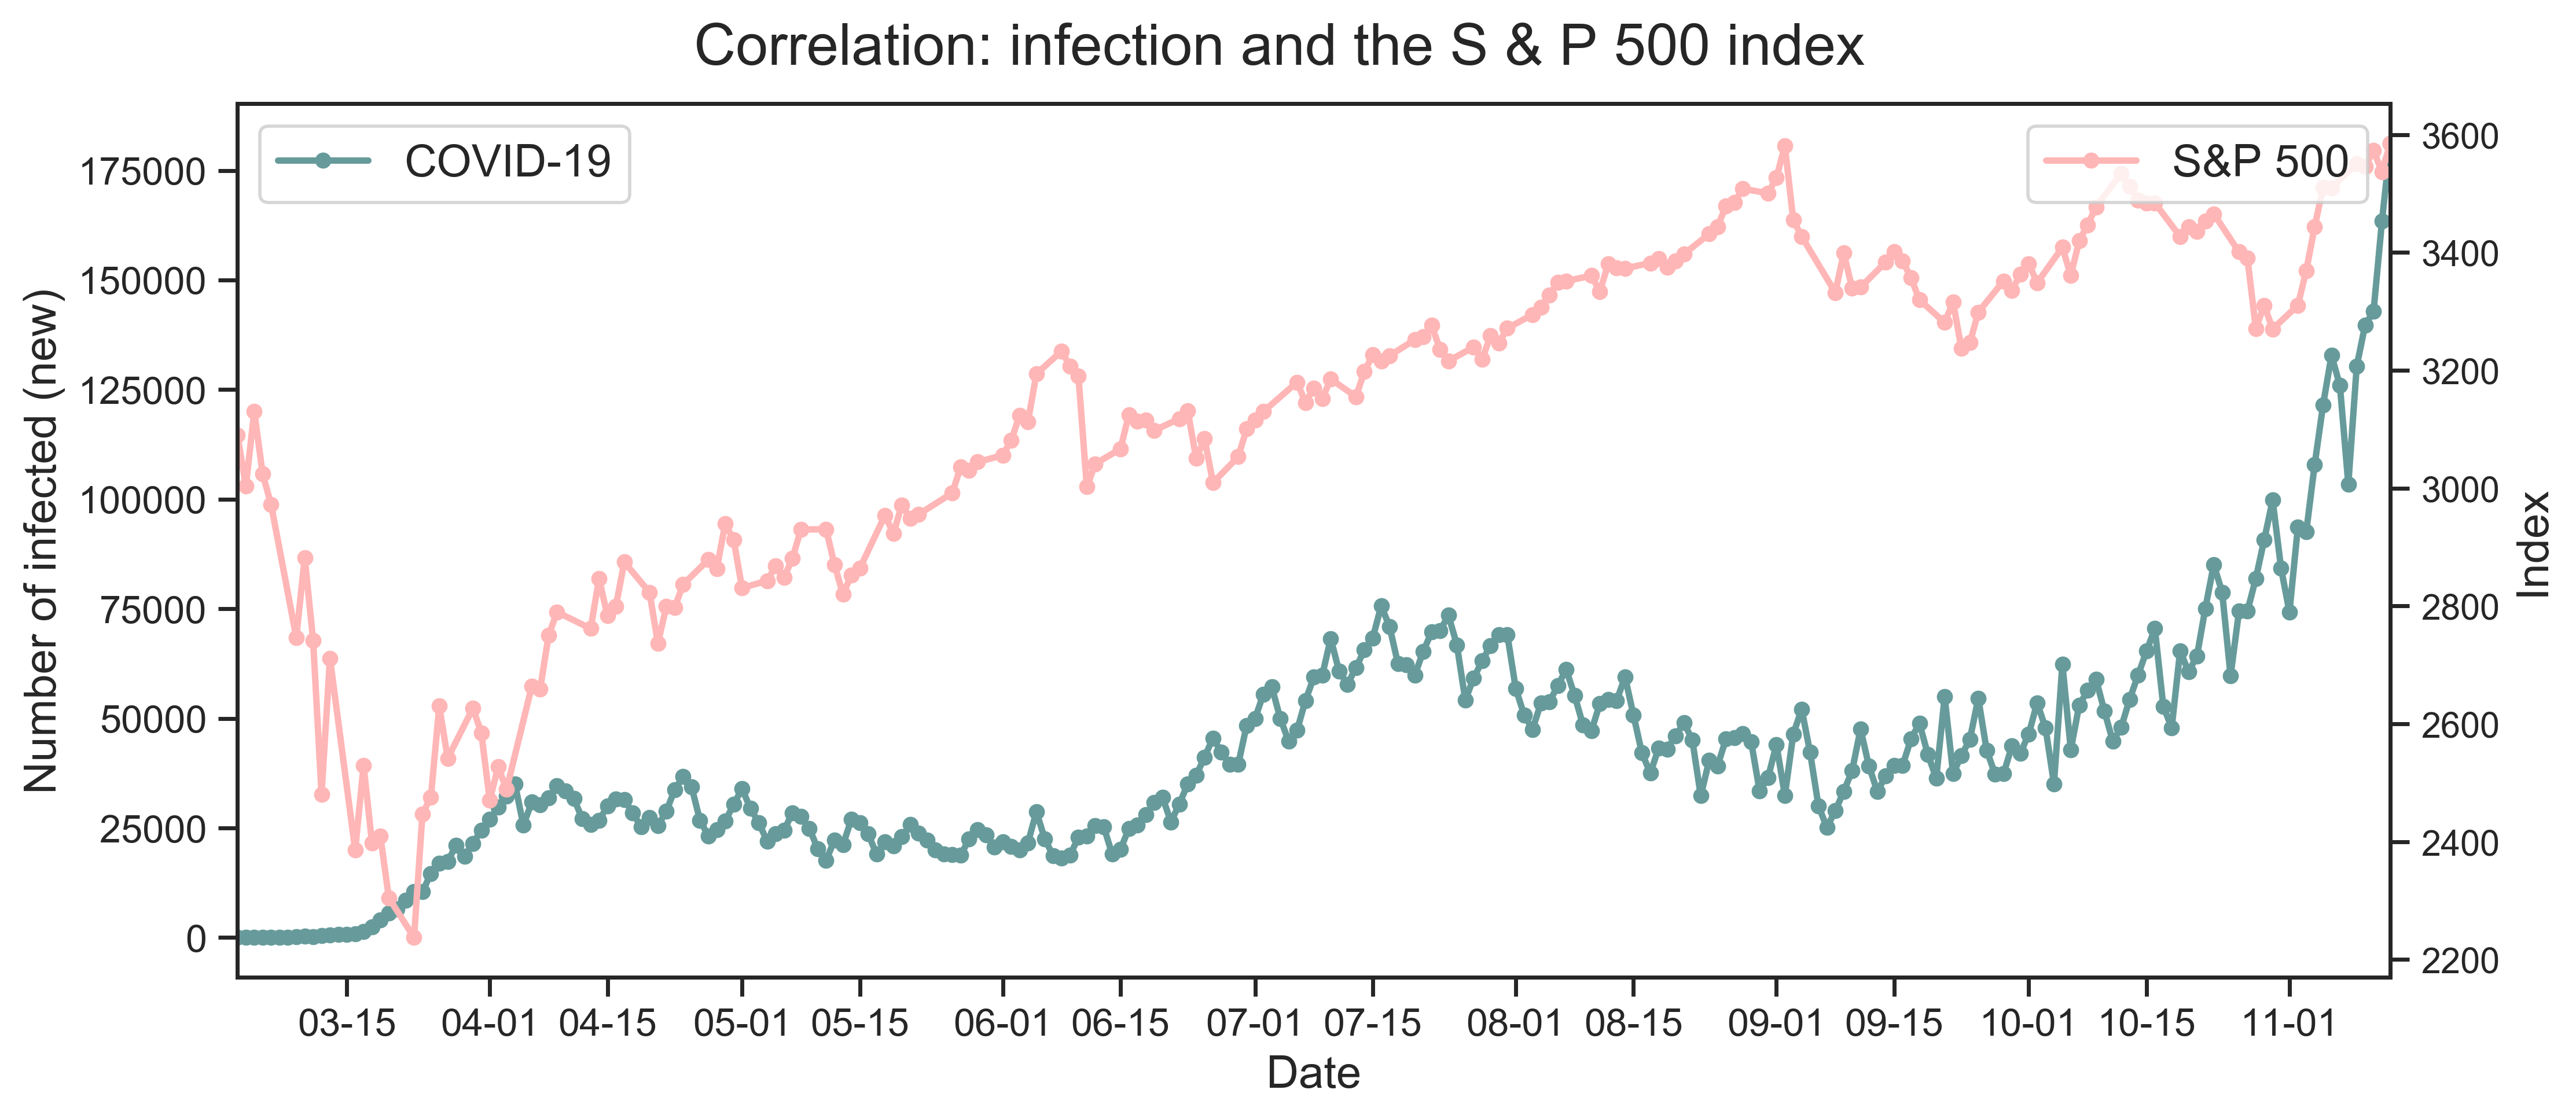 Correlation: infection and the S & P 500 index
COVID-19
S&P 500
Number of infected (new)
175000
150000
125000
100000
75000
50000
25000
0
3600
3400
3200
3000
2800
2600
2400
2200
Index
03-15 04-01 04-15 05-01 05-15 06-01 06-15 07-01 07-15 08-01 08-15 09-01 09-15 10-01 10-15 11-01
Date